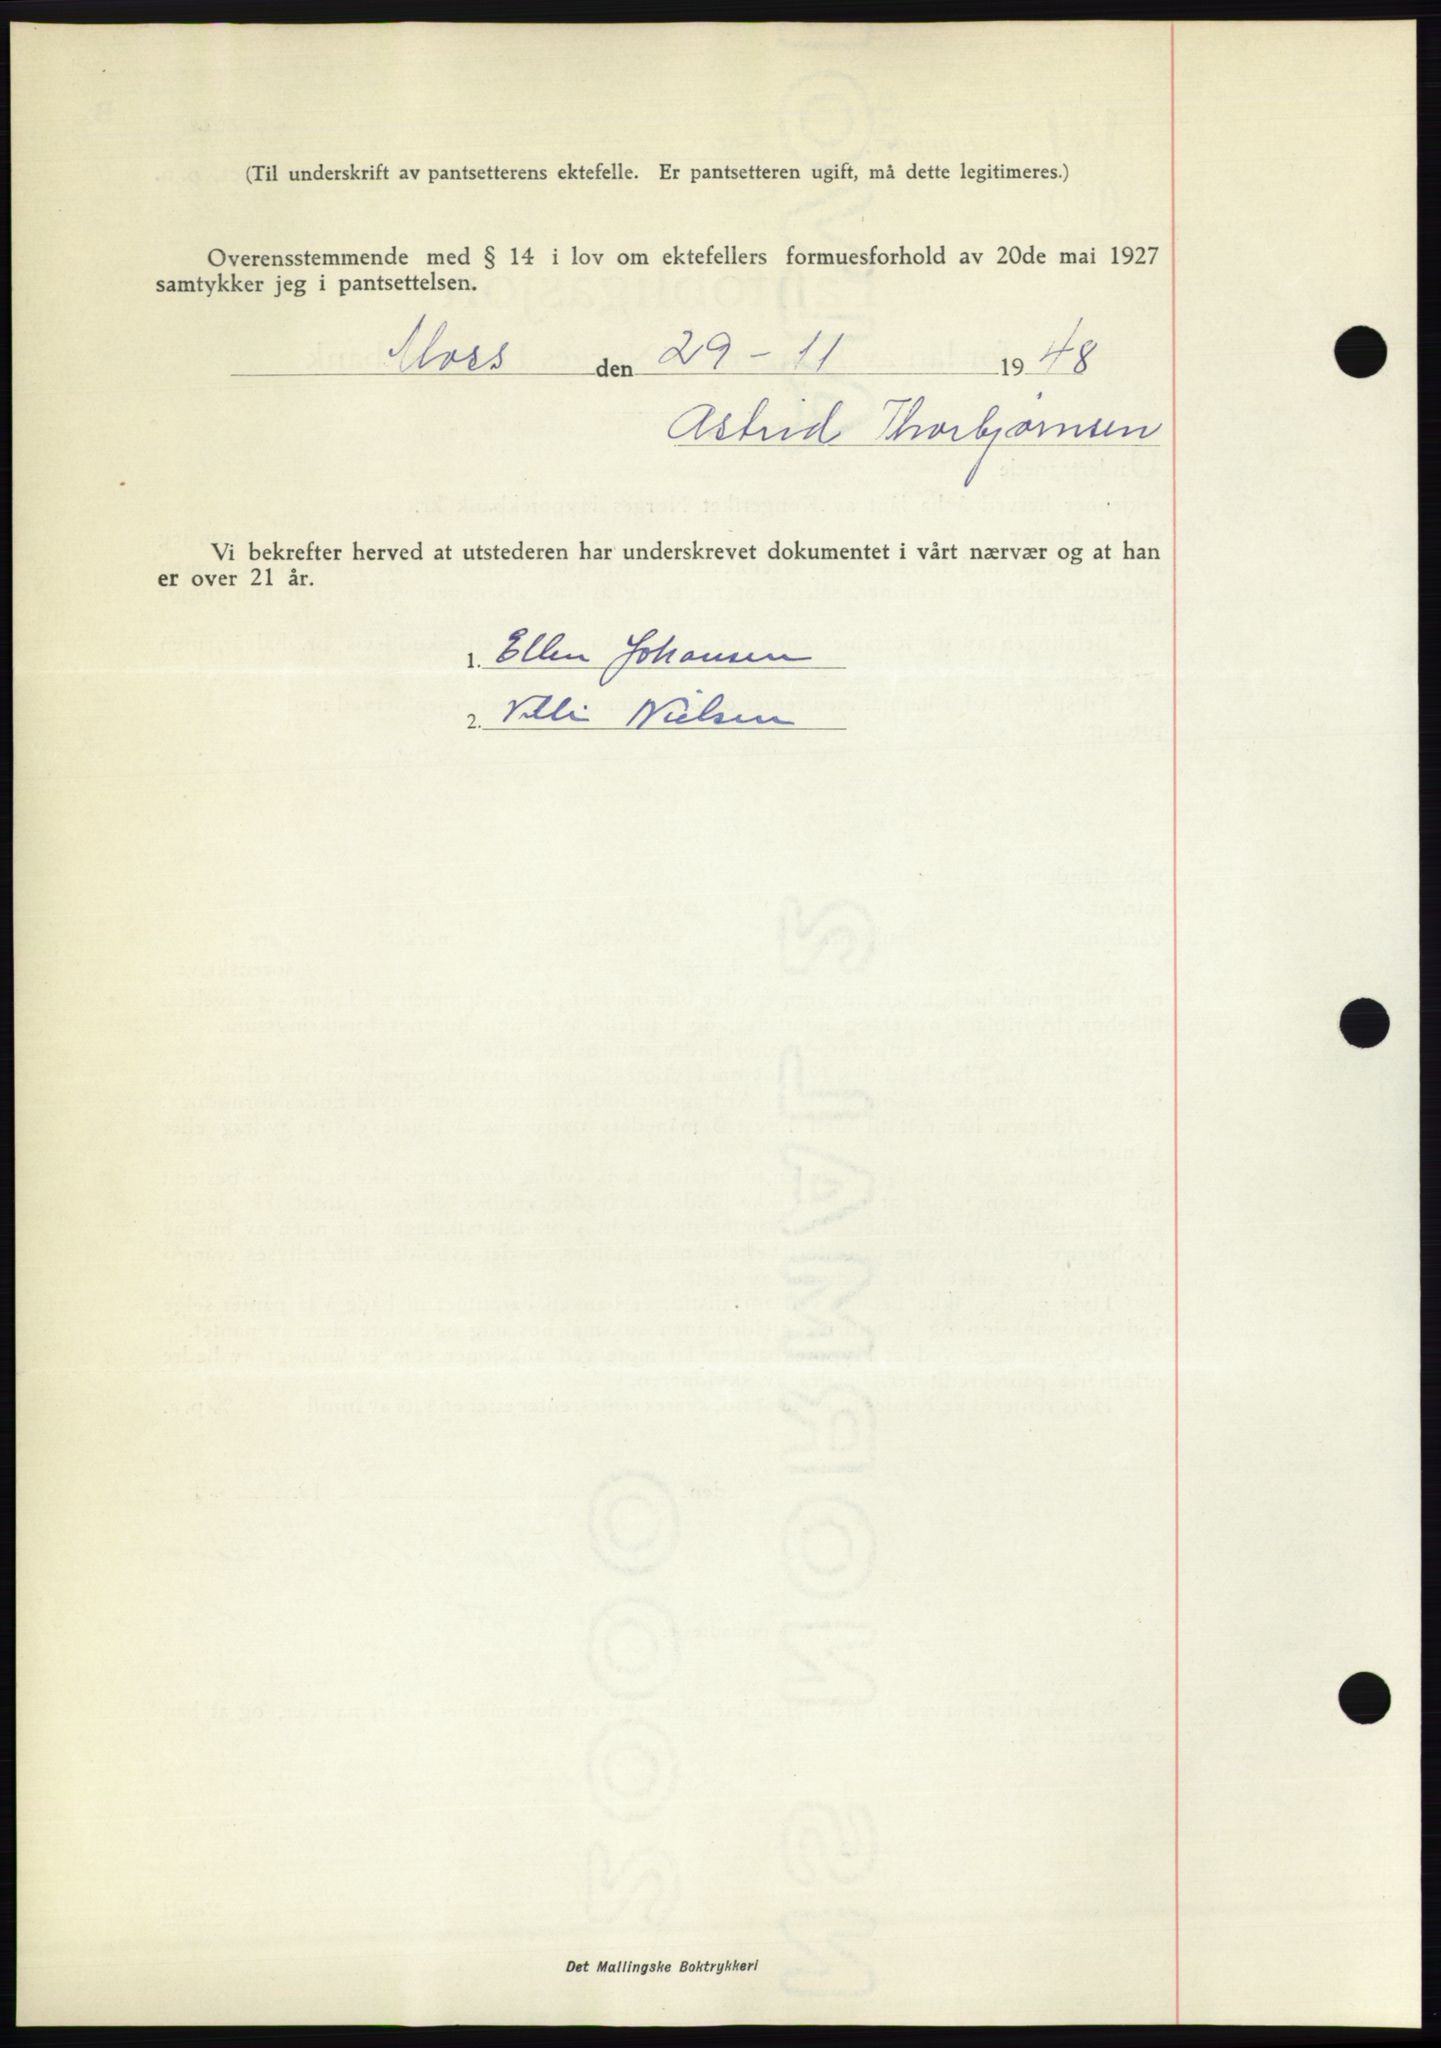 (Til underskrift av pantsetterens ektefelle. Er pantsetteren ugift, må dette legitimeres.)
Overensstemmende med § 14 i lov om ektefellers formuesforhold av 20de mai 1927
samtykker jeg i pantsettelsen.
Moss den 29-11 1948
Astrid Thorbjørnsen
Vi bekrefter herved at utstederen har underskrevet dokumentet i vårt nærvær og at han
er over 21 år.
1. Ellen Johansen
2. Villi Nielsen
Det Mallingske Boktrykkeri